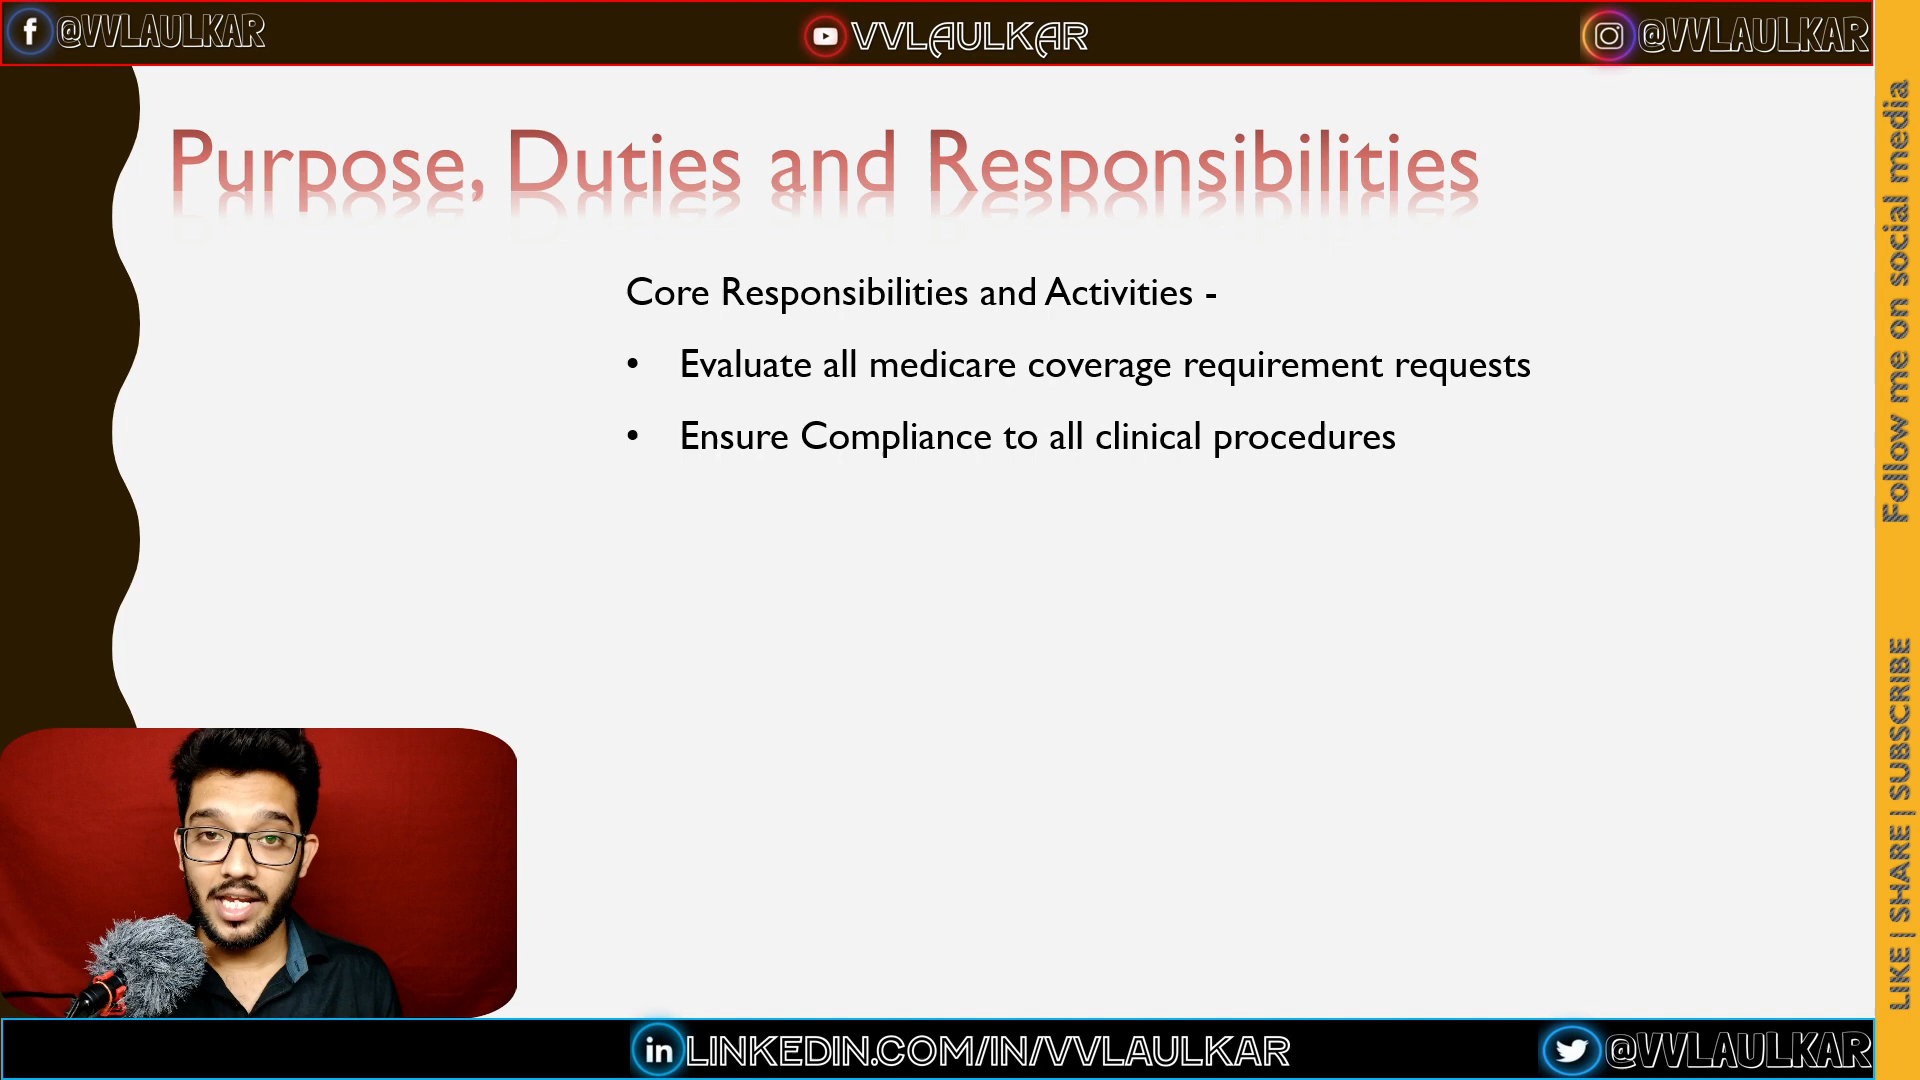 @VVLAULKAR
VVLAULKAR
@VVLAULKAR
Purpose, Duties and Responsibilities
Core Responsibilities and Activities -
• Evaluate all medicare coverage requirement requests
• Ensure Compliance to all clinical procedures
Follow me on social media
LIKE | SHARE | SUBSCRIBE
LINKEDIN.COM/IN/VVLAULKAR
@VVLAULKAR